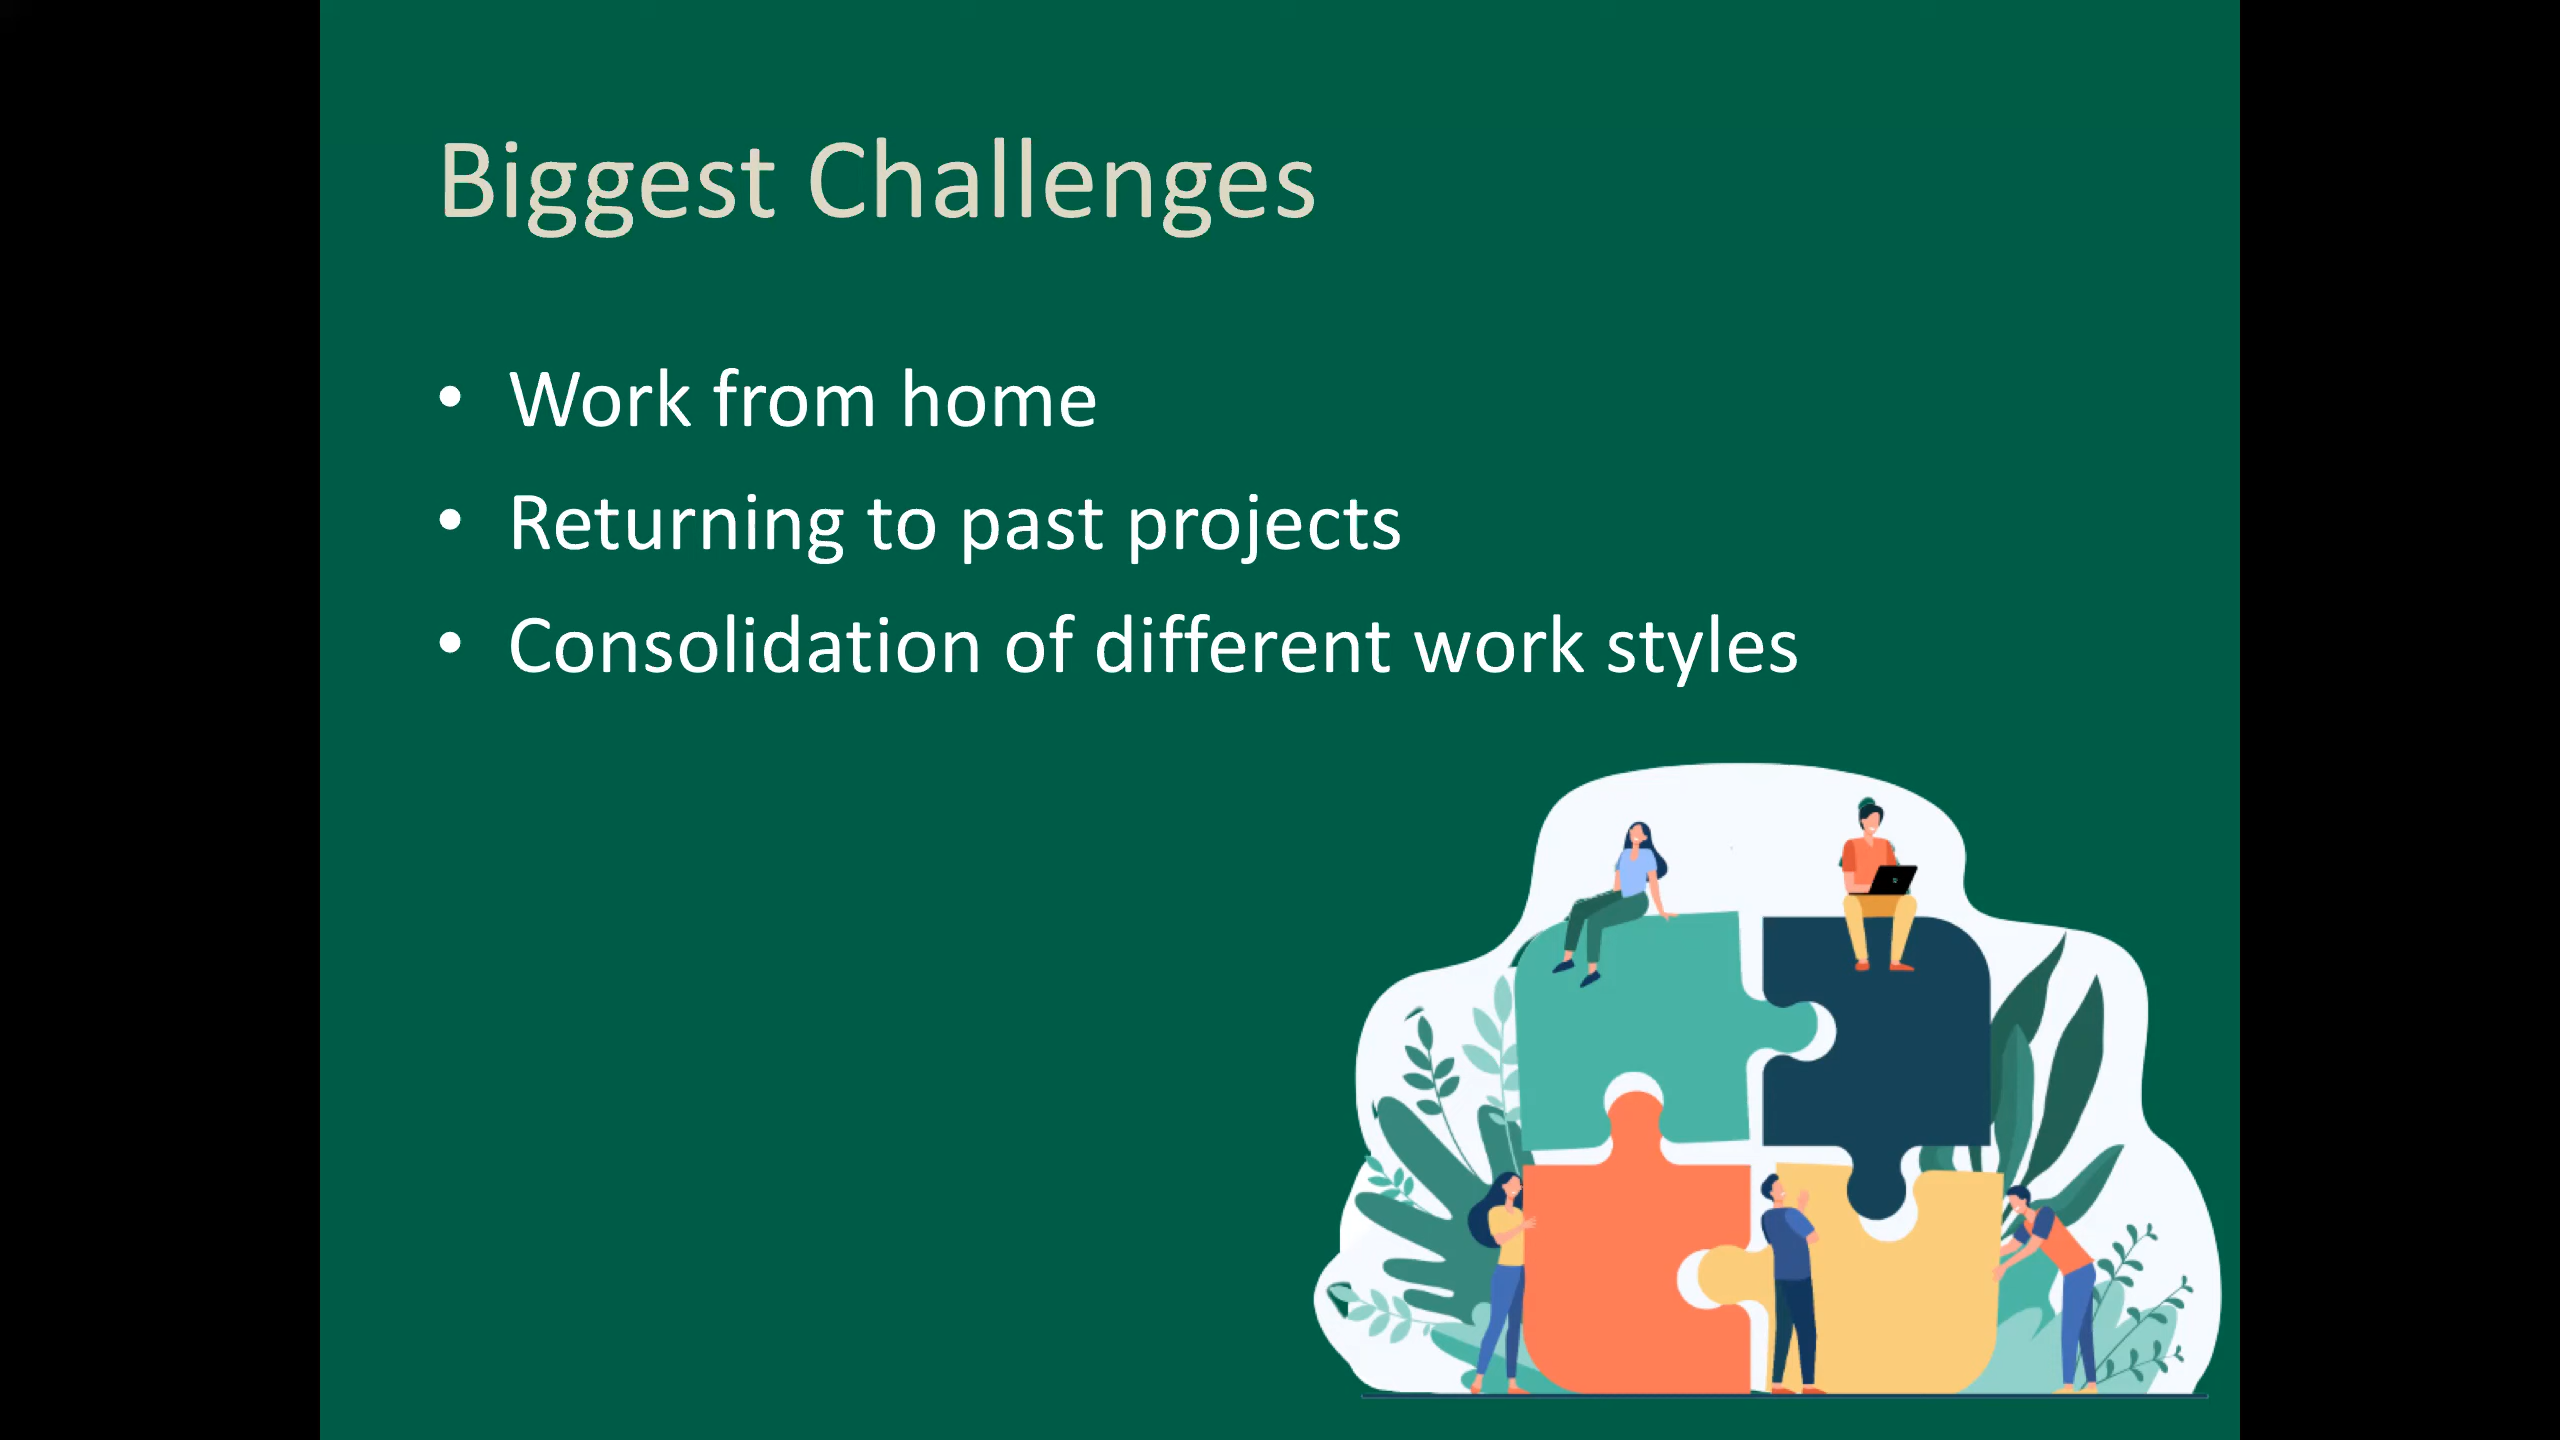 Biggest Challenges
• Work from home
• Returning to past projects
• Consolidation of different work styles